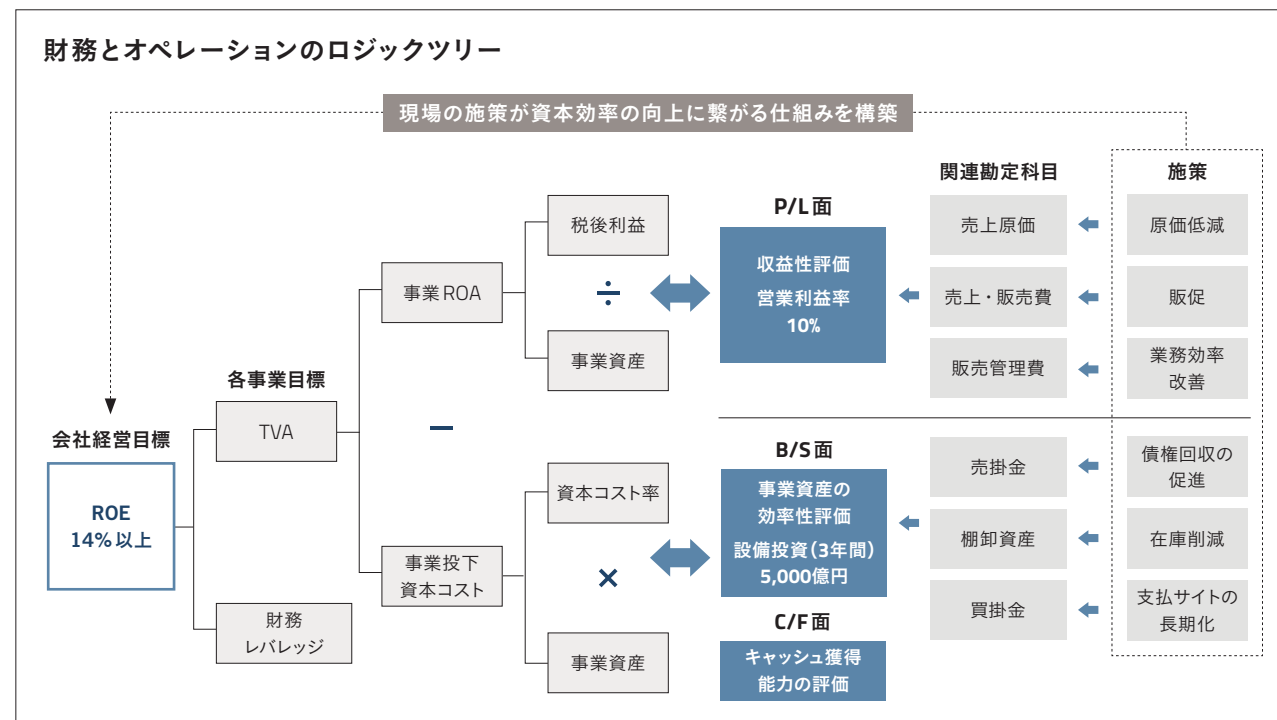 財務とオペレーションのロジックツリー
現場の施策が資本効率の向上に繋がる仕組みを構築
会社経営目標
ROE
14%以上
各事業目標
TVA
財務
レバレッジ
事業ROA
−
事業投下
資本コスト
税後利益
÷
事業資産
資本コスト率
×
事業資産
P/L面
収益性評価
営業利益率
10%
B/S面
事業資産の
効率性評価
設備投資(3年間)
5,000億円
C/F面
キャッシュ獲得
能力の評価
関連勘定科目
売上原価
売上・販売費
販売管理費
売掛金
棚卸資産
買掛金
施策
原価低減
販促
業務効率
改善
債権回収の
促進
在庫削減
支払サイトの
長期化